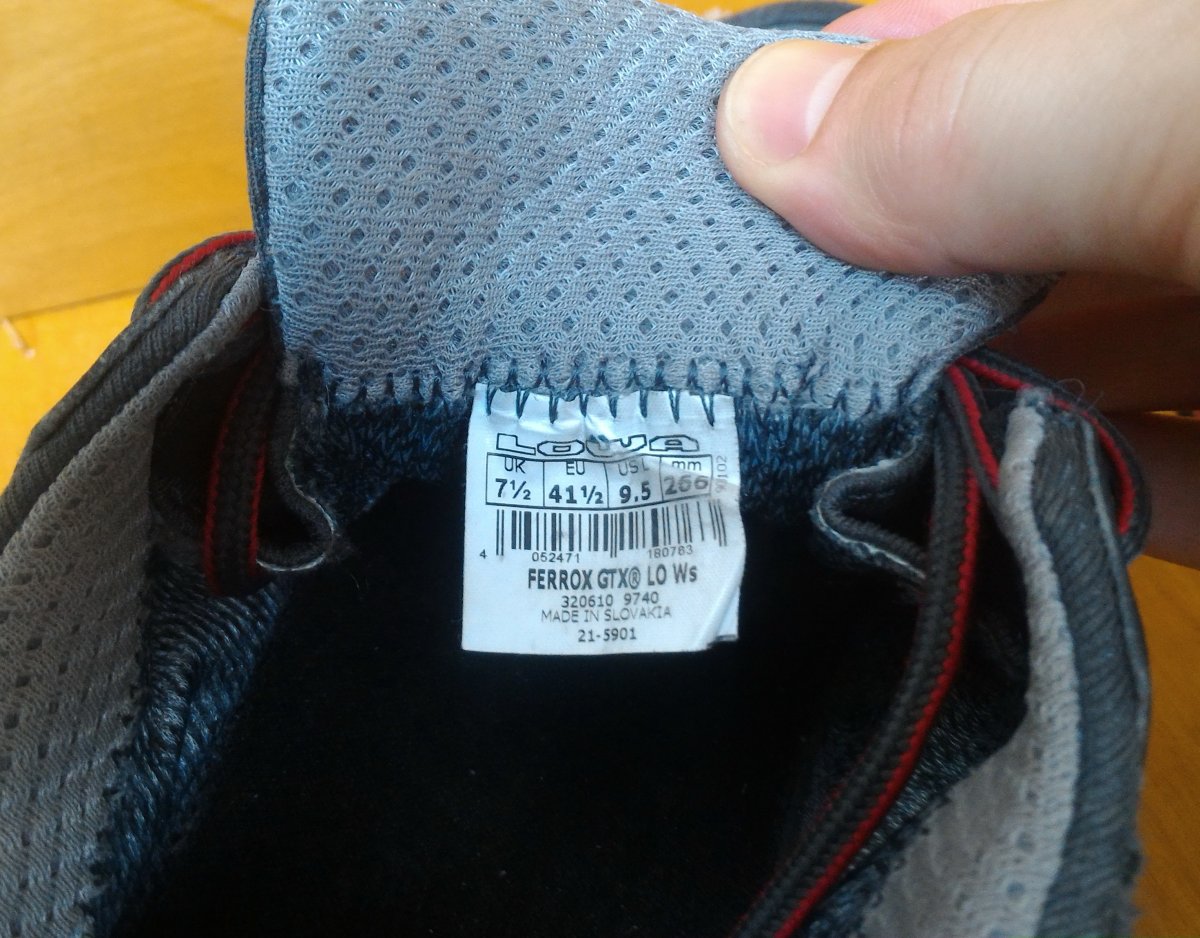 LOWA
UK EU US L mm
7½ 41½ 9.5 266
4 052471 180763
FERROX GTX® LO Ws
320610 9740
MADE IN SLOVAKIA
21-5901